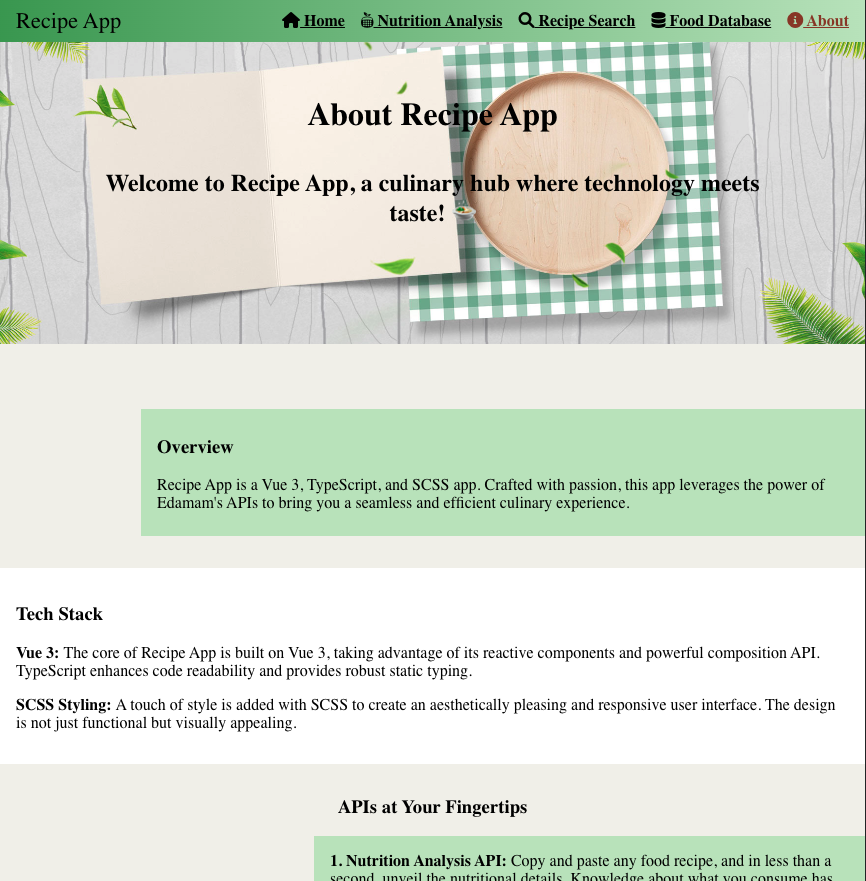 Recipe App
Home Nutrition Analysis Recipe Search Food Database About
About Recipe App
Welcome to Recipe App, a culinary hub where technology meets
taste! 🍲
Overview
Recipe App is a Vue 3, TypeScript, and SCSS app. Crafted with passion, this app leverages the power of
Edamam's APIs to bring you a seamless and efficient culinary experience.
Tech Stack
Vue 3: The core of Recipe App is built on Vue 3, taking advantage of its reactive components and powerful composition API.
TypeScript enhances code readability and provides robust static typing.
SCSS Styling: A touch of style is added with SCSS to create an aesthetically pleasing and responsive user interface. The design
is not just functional but visually appealing.
APIs at Your Fingertips
1. Nutrition Analysis API: Copy and paste any food recipe, and in less than a
second, unveil the nutritional details. Knowledge about what you consume has